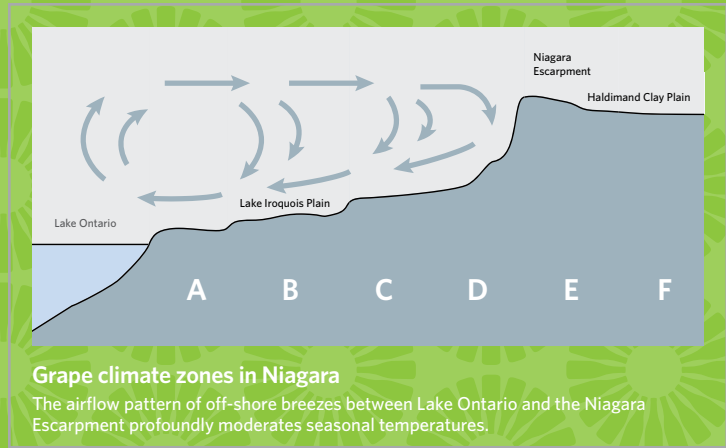 Niagara
Escarpment
Haldimand Clay Plain
Lake Iroquois Plain
Lake Ontario
A B C D E F
Grape climate zones in Niagara
The airflow pattern of off-shore breezes between Lake Ontario and the Niagara
Escarpment profoundly moderates seasonal temperatures.